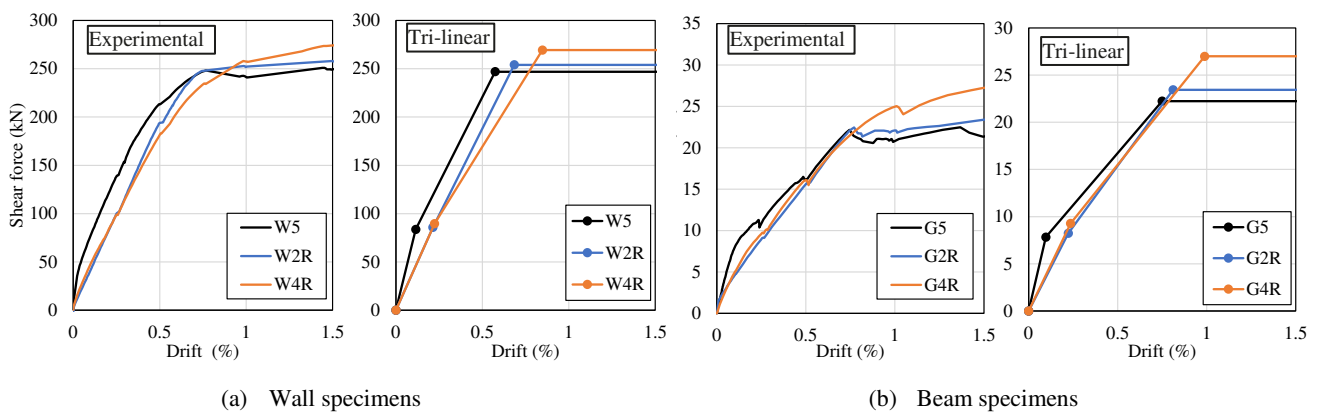 Shear force (kN)
300
250
200
150
100
50
0
Experimental
W5
W2R
W4R
0 0.5 1 1.5
Drift (%)
300
250
200
150
100
50
0
Tri-linear
W5
W2R
W4R
0 0.5 1 1.5
Drift (%)
35
30
25
20
15
10
5
0
Experimental
G5
G2R
G4R
0 0.5 1 1.5
Drift (%)
30
25
20
15
10
5
0
Tri-linear
G5
G2R
G4R
0 0.5 1 1.5
Drift (%)
(a) Wall specimens
(b) Beam specimens